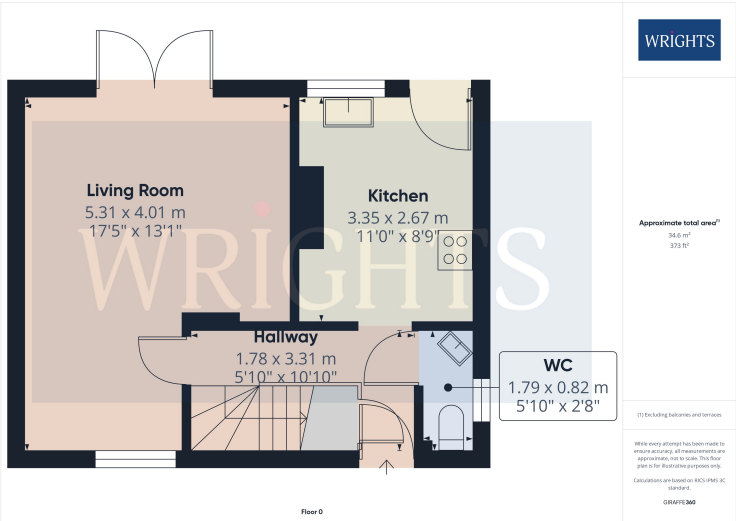 WRIGHTS
Living Room
5.31 x 4.01 m
17'5" x 13'1"
Kitchen
3.35 x 2.67 m
11'0" x 8'9"
WRIGHTS
Hallway
1.78 x 3.31 m
5'10" x 10'10"
WC
1.79 x 0.82 m
5'10" x 2'8"
Floor 0
Approximate total area(1)
34.6 m²
373 ft²
(1) Excluding balconies and terraces
While every attempt has been made to
ensure accuracy, all measurements are
approximate, not to scale. This floor
plan is for illustrative purposes only.
Calculations are based on RICS IPMS 3C
standard.
GIRAFFE360